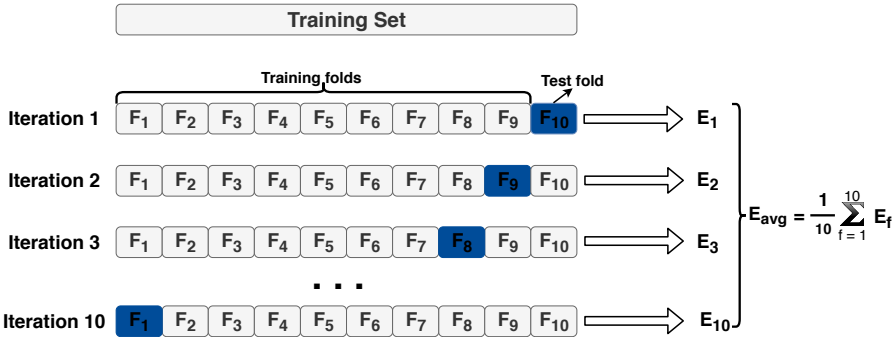 Training Set
Training folds
Test fold
Iteration 1 F₁ F₂ F₃ F₄ F₅ F₆ F₇ F₈ F₉ F₁₀ E₁
Iteration 2 F₁ F₂ F₃ F₄ F₅ F₆ F₇ F₈ F₉ F₁₀ E₂
E_avg = 1/10 ∑_{f = 1}^{10} E_f
Iteration 3 F₁ F₂ F₃ F₄ F₅ F₆ F₇ F₈ F₉ F₁₀ E₃
. . .
Iteration 10 F₁ F₂ F₃ F₄ F₅ F₆ F₇ F₈ F₉ F₁₀ E₁₀